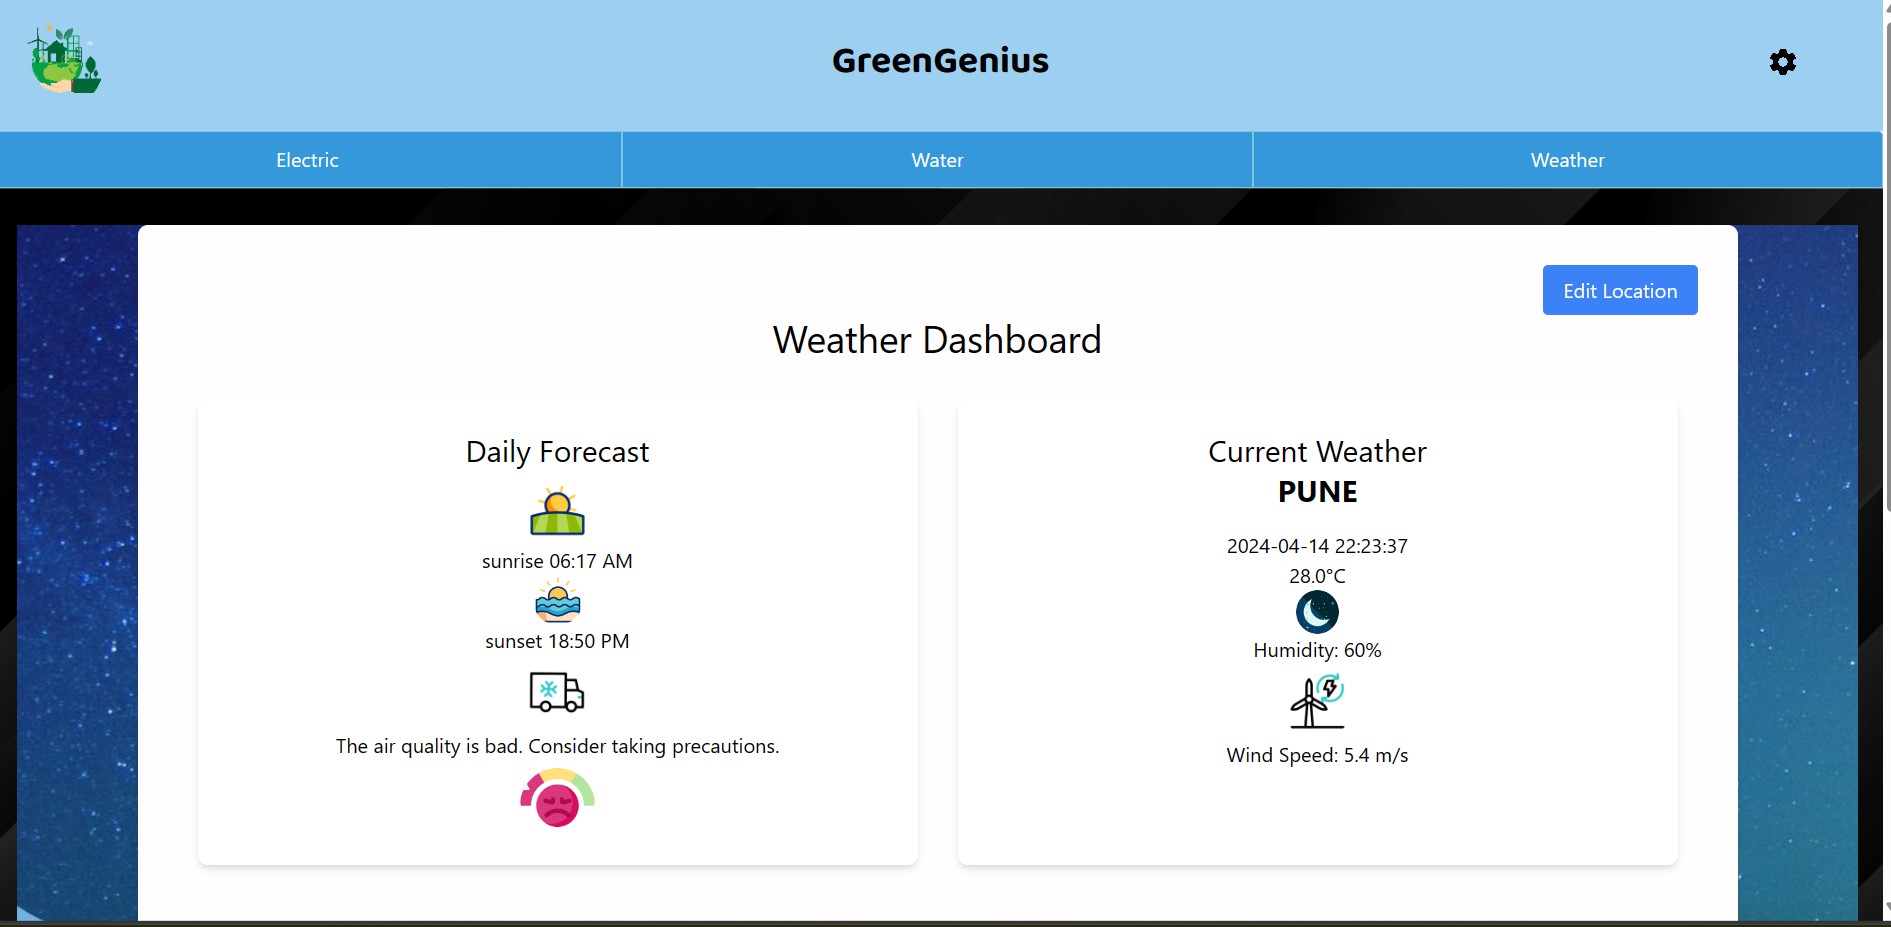 GreenGenius
Electric
Water
Weather
Edit Location
Weather Dashboard
Daily Forecast
sunrise 06:17 AM
sunset 18:50 PM
The air quality is bad. Consider taking precautions.
Current Weather
PUNE
2024-04-14 22:23:37
28.0°C
Humidity: 60%
Wind Speed: 5.4 m/s